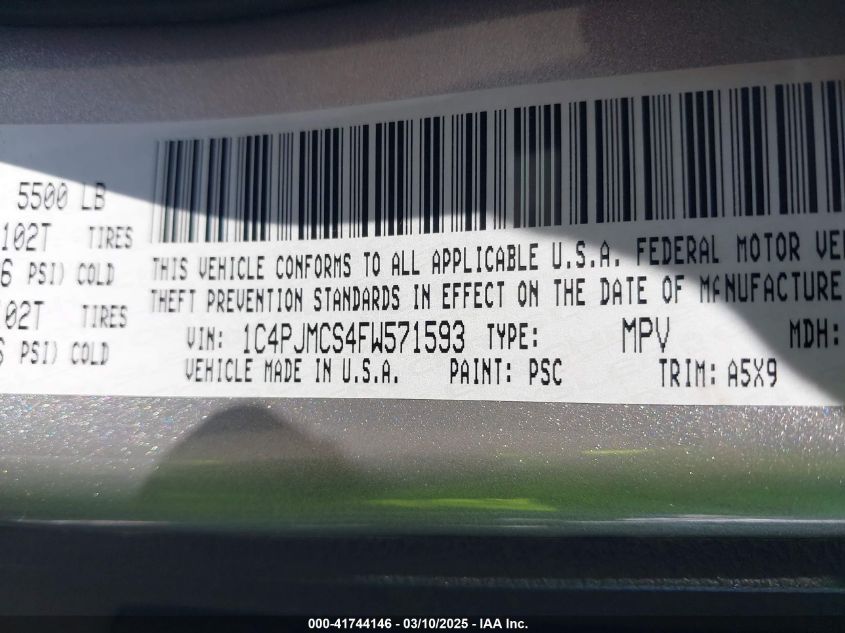 5500 LB
102T TIRES
6 PSI) COLD
02T TIRES
PSI) COLD
THIS VEHICLE CONFORMS TO ALL APPLICABLE U.S.A. FEDERAL MOTOR VE
THEFT PREVENTION STANDARDS IN EFFECT ON THE DATE OF MANUFACTURE
VIN: 1C4PJMCS4FW571593 TYPE: MPV MDH:
VEHICLE MADE IN U.S.A. PAINT: PSC TRIM: A5X9
000-41744146 - 03/10/2025 - IAA Inc.